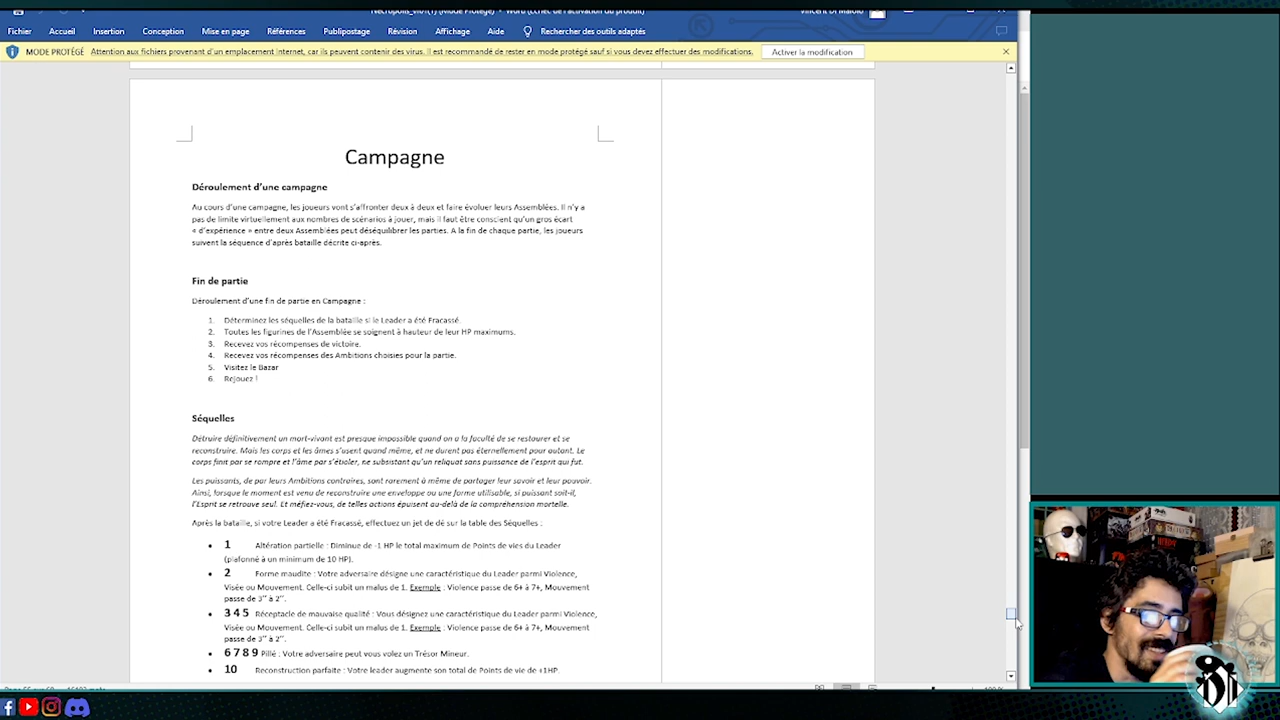 Necropolis_v101(1) (Mode Protégé) - Word (Échec de l'activation du produit)
Vincent Di Maiolo
Fichier Accueil Insertion Conception Mise en page Références Publipostage Révision Affichage Aide Rechercher des outils adaptés
MODE PROTÉGÉ Attention aux fichiers provenant d'un emplacement Internet, car ils peuvent contenir des virus. Il est recommandé de rester en mode protégé sauf si vous devez effectuer des modifications. Activer la modification
Campagne
Déroulement d'une campagne
Au cours d'une campagne, les joueurs vont s'affronter deux à deux et faire évoluer leurs Assemblées. Il n'y a
pas de limite virtuellement aux nombres de scénarios à jouer, mais il faut être conscient qu'un gros écart
« d'expérience » entre deux Assemblées peut déséquilibrer les parties. A la fin de chaque partie, les joueurs
suivent la séquence d'après bataille décrite ci-après.
Fin de partie
Déroulement d'une fin de partie en Campagne :
1. Déterminez les séquelles de la bataille si le Leader a été Fracassé.
2. Toutes les figurines de l'Assemblée se soignent à hauteur de leur HP maximums.
3. Recevez vos récompenses de victoire.
4. Recevez vos récompenses des Ambitions choisies pour la partie.
5. Visitez le Bazar
6. Rejouez !
Séquelles
Détruire définitivement un mort-vivant est presque impossible quand on a la faculté de se restaurer et se
reconstruire. Mais les corps et les âmes s'usent quand même, et ne durent pas éternellement pour autant. Le
corps finit par se rompre et l'âme par s'étioler, ne subsistant qu'un reliquat sans puissance de l'esprit qui fut.
Les puissants, de par leurs Ambitions contraires, sont rarement à même de partager leur savoir et leur pouvoir.
Ainsi, lorsque le moment est venu de reconstruire une enveloppe ou une forme utilisable, si puissant soit-il,
l'Esprit se retrouve seul. Et méfiez-vous, de telles actions épuisent au-delà de la compréhension mortelle.
Après la bataille, si votre Leader a été Fracassé, effectuez un jet de dé sur la table des Séquelles :
• 1 Altération partielle : Diminue de -1 HP le total maximum de Points de vies du Leader
(plafonné à un minimum de 10 HP).
• 2 Forme maudite : Votre adversaire désigne une caractéristique du Leader parmi Violence,
Visée ou Mouvement. Celle-ci subit un malus de 1. Exemple : Violence passe de 6+ à 7+, Mouvement
passe de 3'' à 2''.
• 3 4 5 Réceptacle de mauvaise qualité : Vous désignez une caractéristique du Leader parmi Violence,
Visée ou Mouvement. Celle-ci subit un malus de 1. Exemple : Violence passe de 6+ à 7+, Mouvement
passe de 3'' à 2''.
• 6 7 8 9 Pillé : Votre adversaire peut vous volez un Trésor Mineur.
• 10 Reconstruction parfaite : Votre leader augmente son total de Points de vie de +1HP.